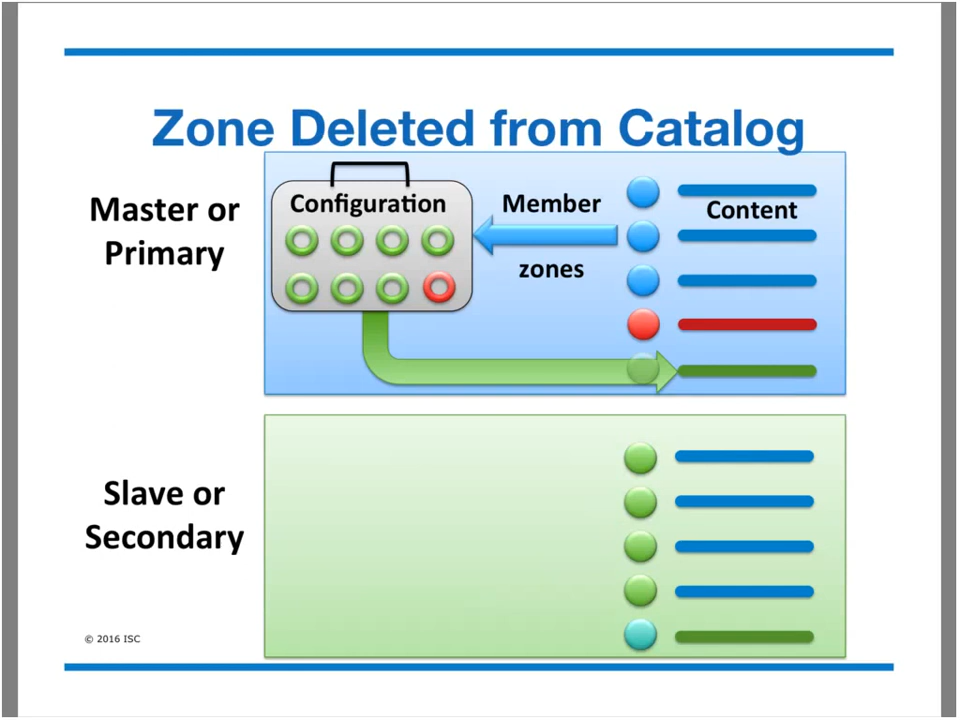 Zone Deleted from Catalog
Master or
Primary
Configuration
Member
zones
Content
Slave or
Secondary
© 2016 ISC